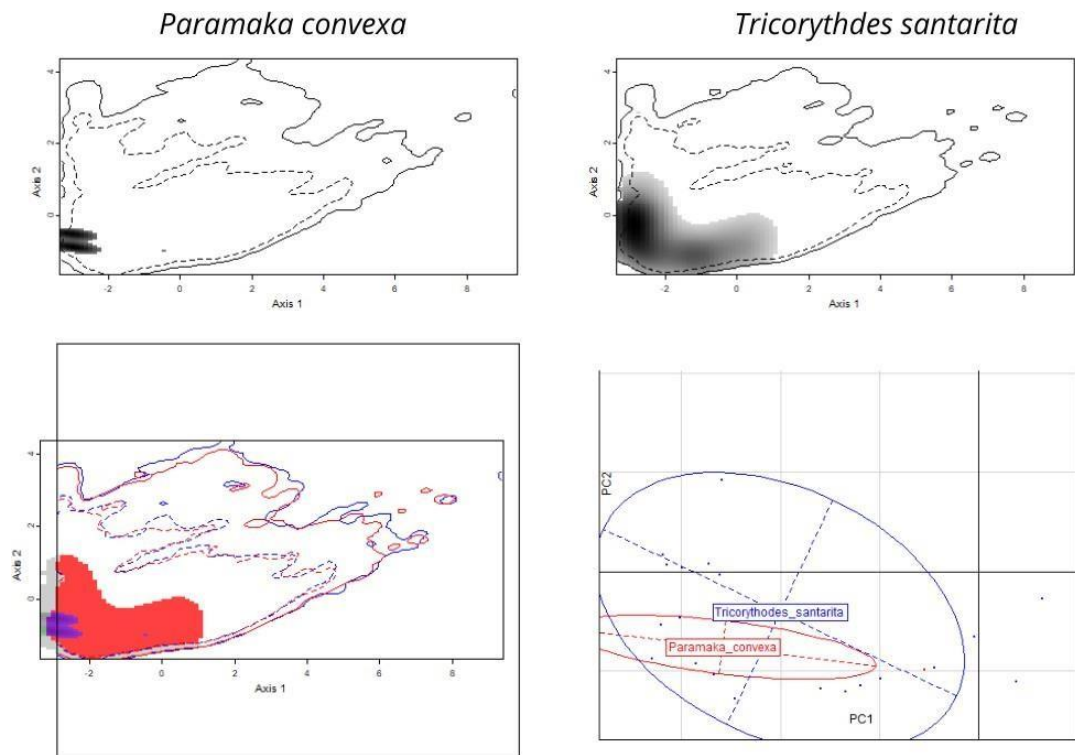 Paramaka convexa
Tricorythdes santarita
4
2
0
Axis 2
-2
0
2
4
6
8
Axis 1
4
2
0
Axis 2
-2
0
2
4
6
8
Axis 1
4
2
0
Axis 2
-2
0
2
4
6
8
Axis 1
PC2
Tricorythodes_santarita
Paramaka_convexa
PC1